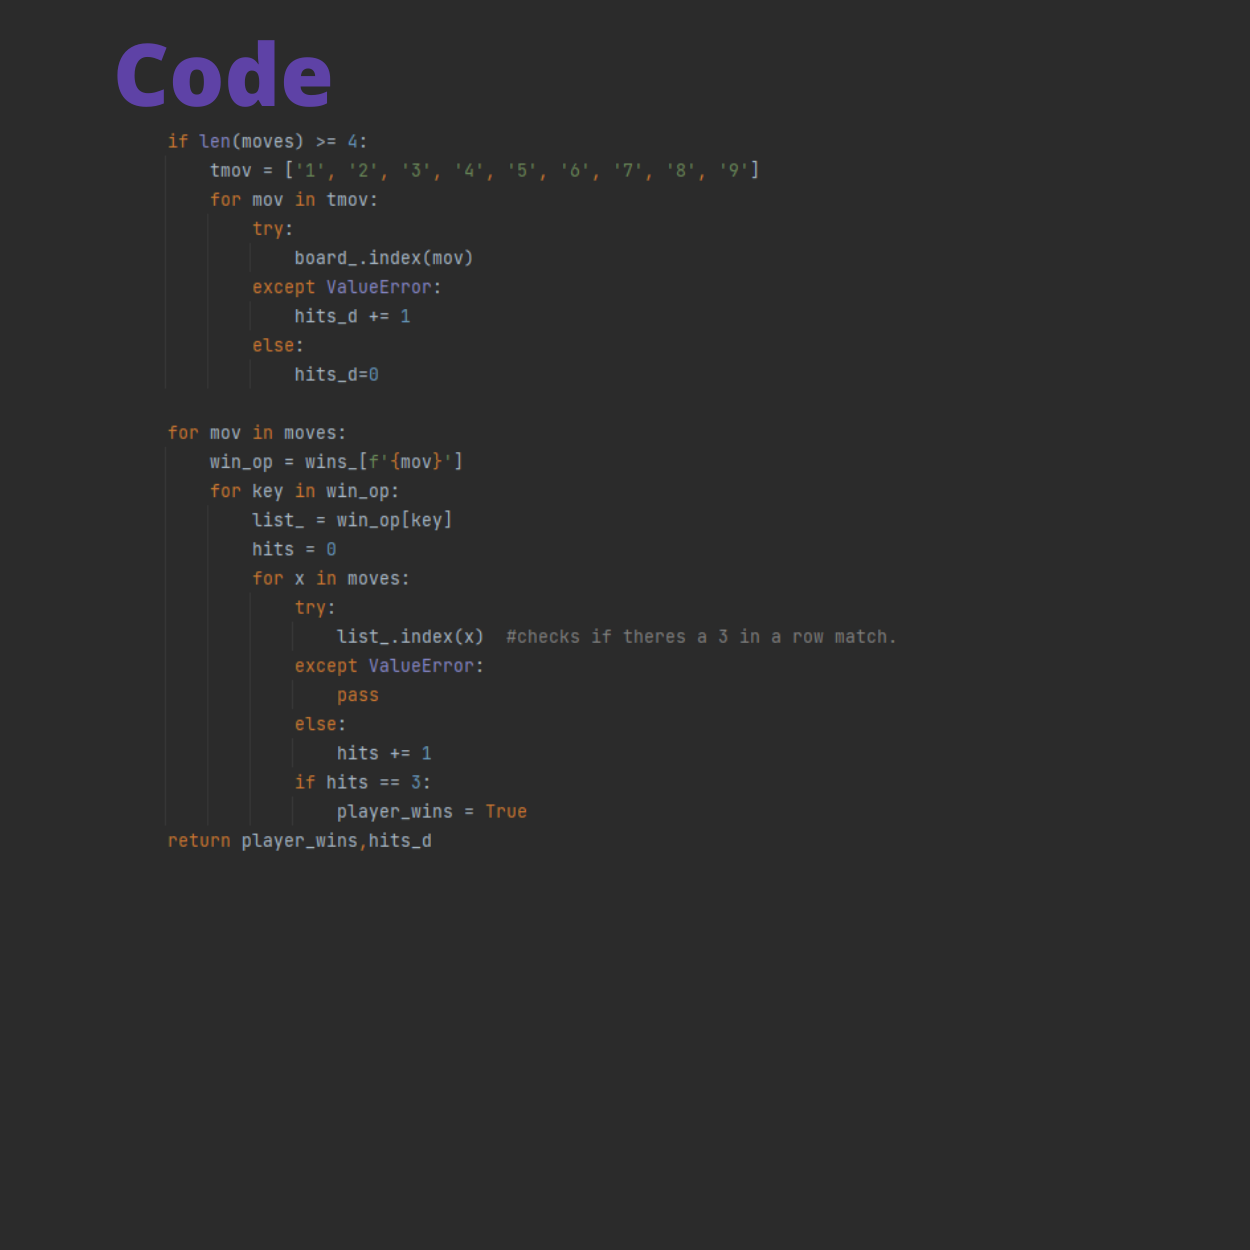 Code
if len(moves) >= 4:
    tmov = ['1', '2', '3', '4', '5', '6', '7', '8', '9']
    for mov in tmov:
        try:
            board_.index(mov)
        except ValueError:
            hits_d += 1
        else:
            hits_d=0
for mov in moves:
    win_op = wins_[f'{mov}']
    for key in win_op:
        list_ = win_op[key]
        hits = 0
        for x in moves:
            try:
                list_.index(x)  #checks if theres a 3 in a row match.
            except ValueError:
                pass
            else:
                hits += 1
            if hits == 3:
                player_wins = True
return player_wins,hits_d